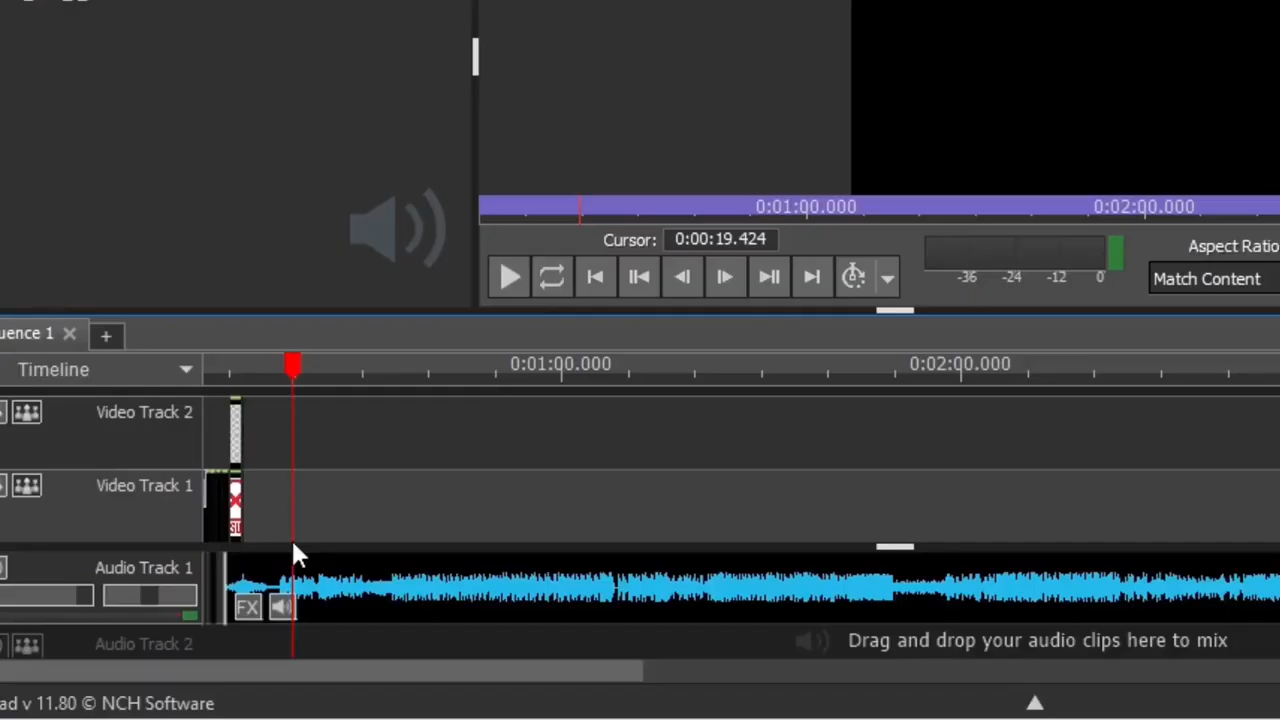 0:01:00.000 0:02:00.000
Cursor: 0:00:19.424
Aspect Ratio
-36 -24 -12 0
Match Content
uence 1 +
Timeline 0:01:00.000 0:02:00.000
Video Track 2
Video Track 1
Audio Track 1
FX
Audio Track 2 Drag and drop your audio clips here to mix
ad v 11.80 © NCH Software